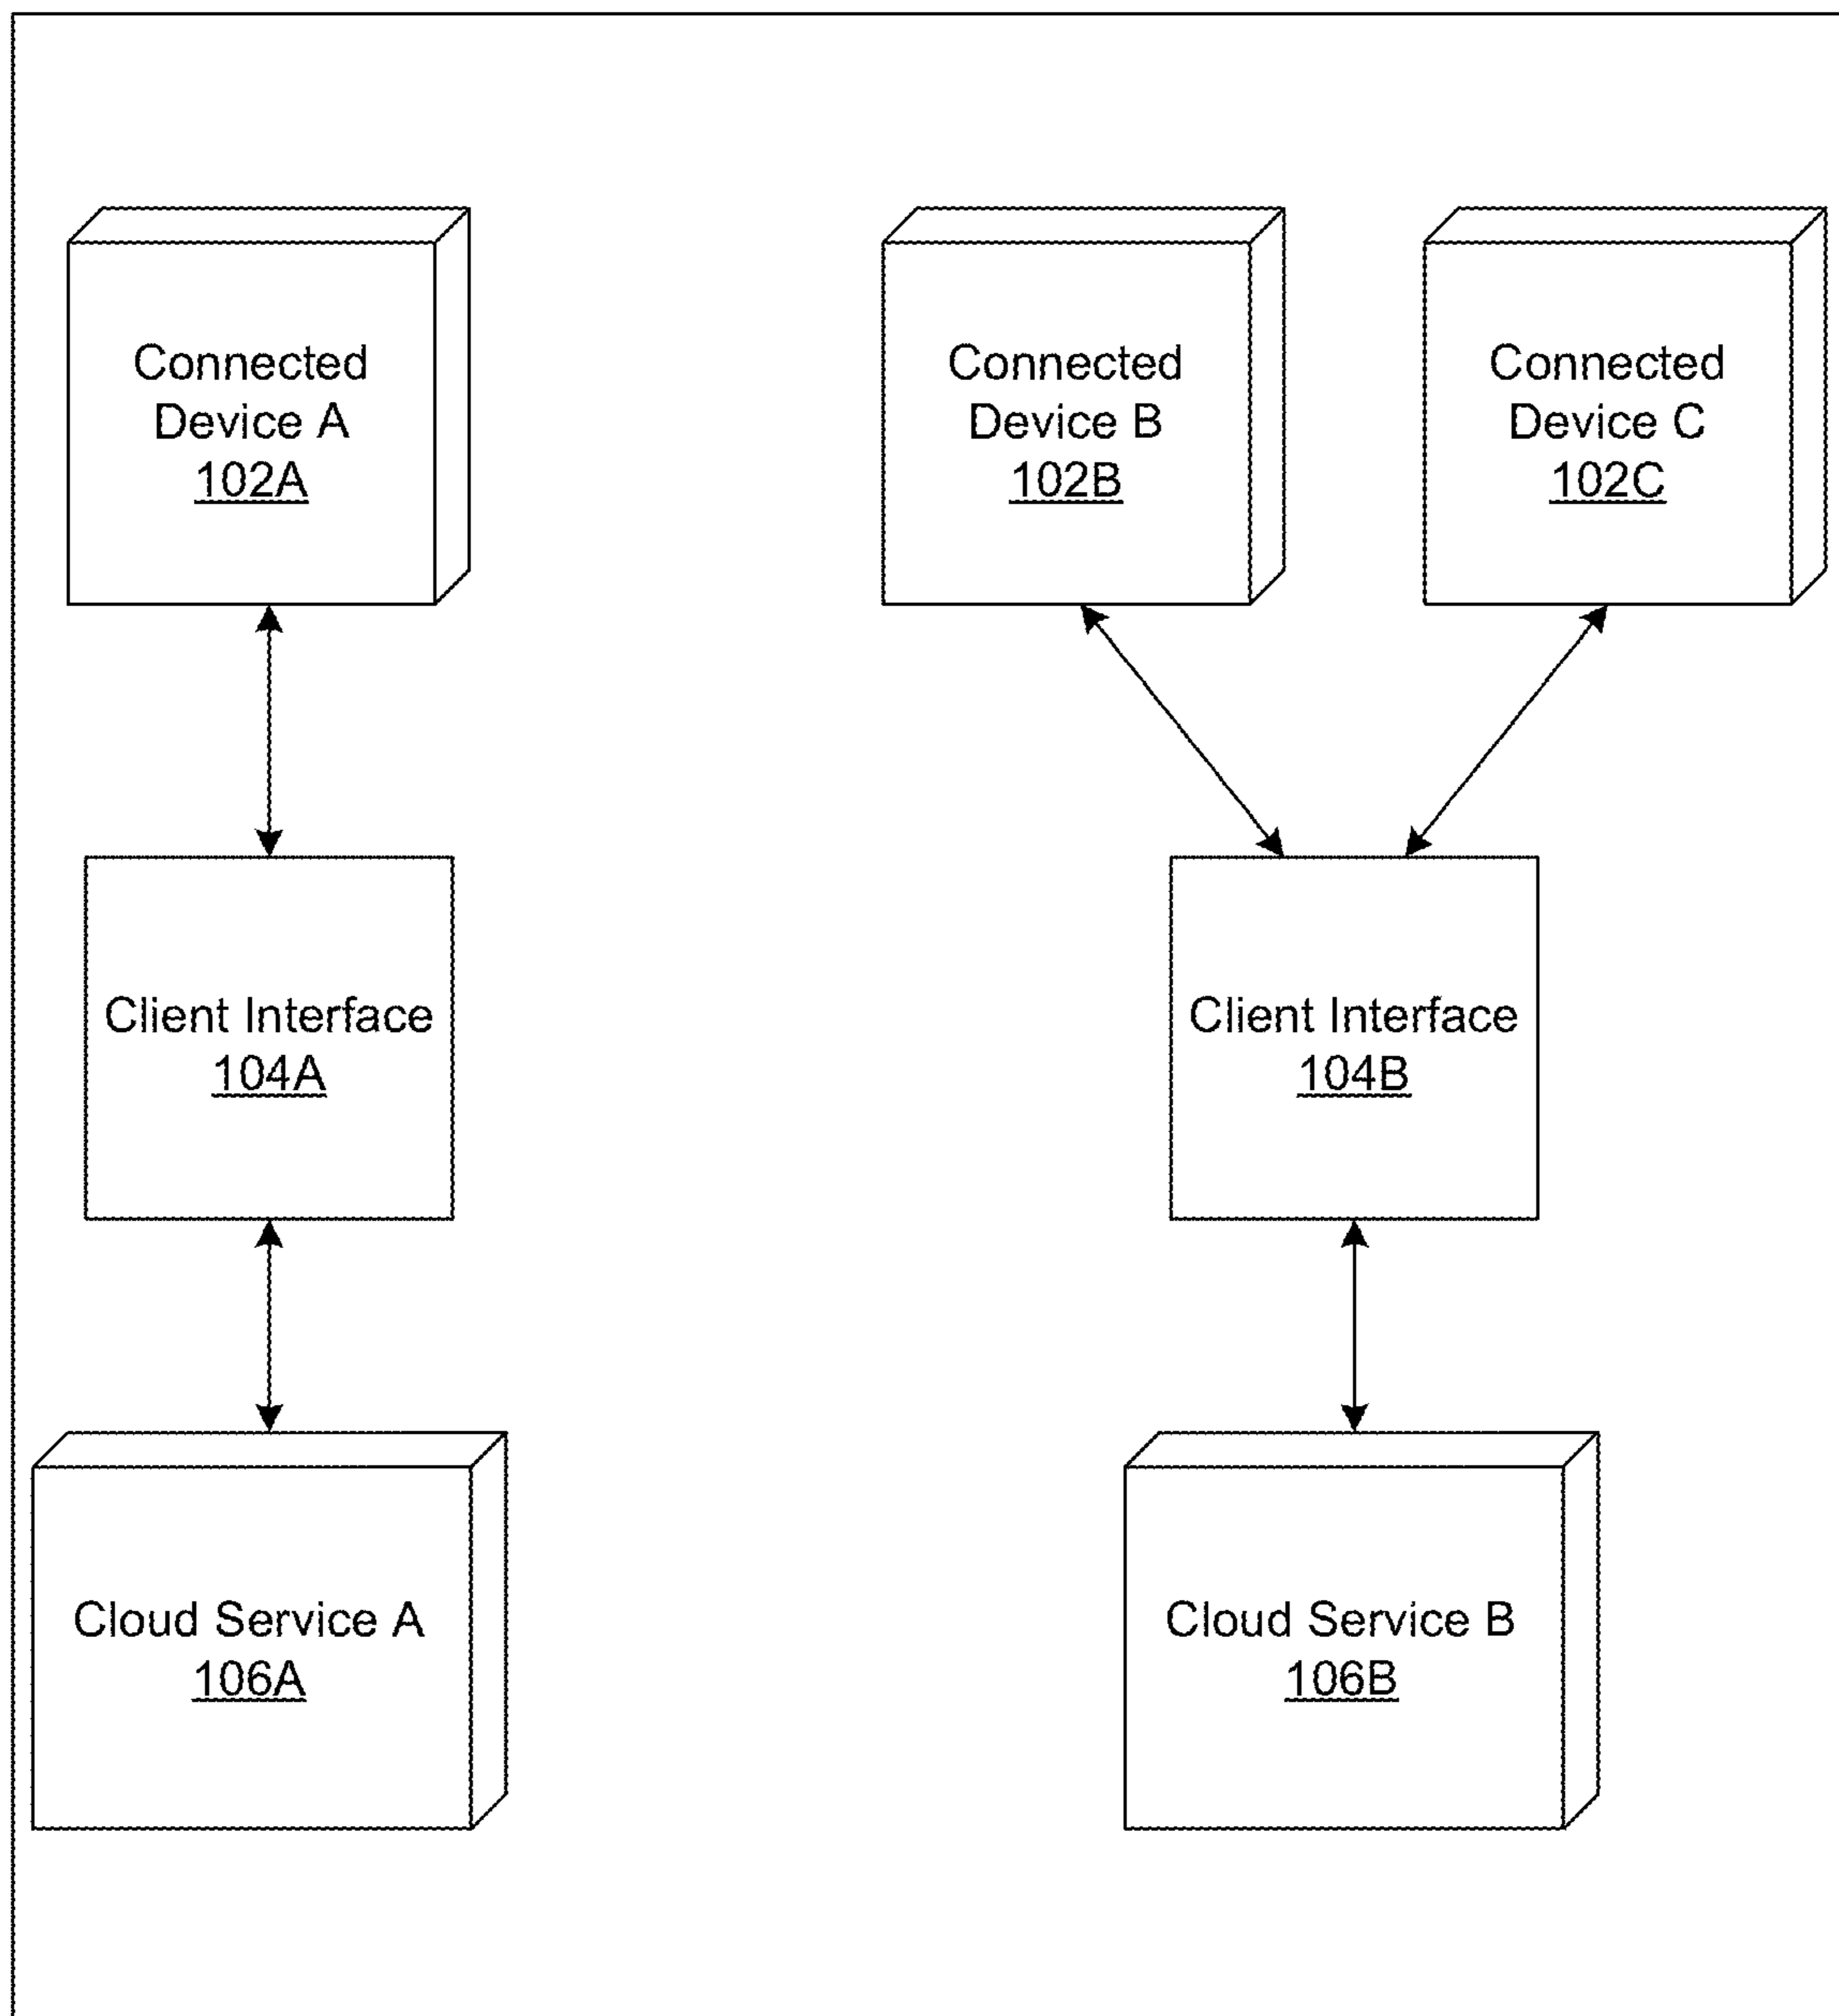 Connected
Device A
102A
Connected
Device B
102B
Connected
Device C
102C
Client Interface
104A
Client Interface
104B
Cloud Service A
106A
Cloud Service B
106B